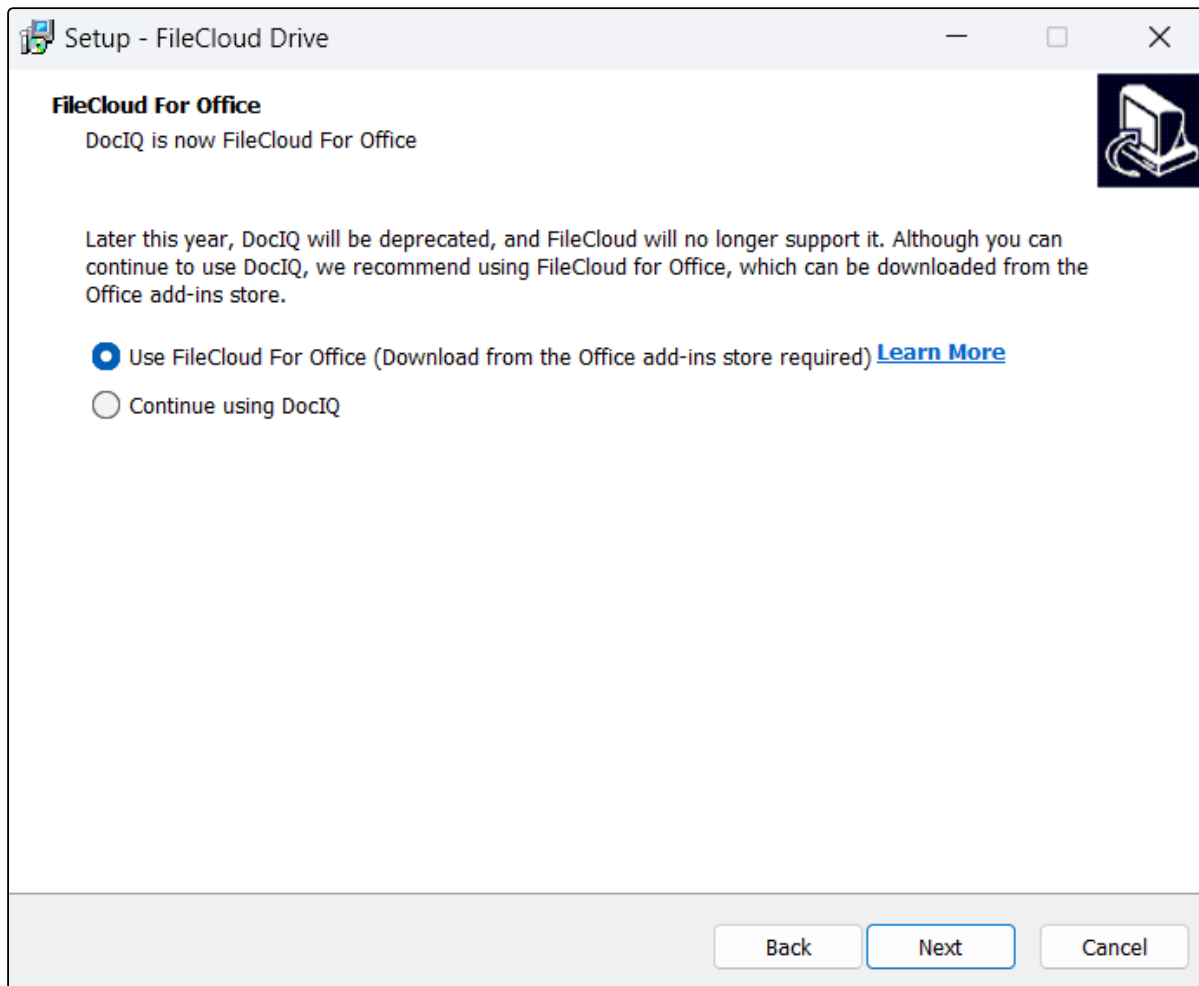 Setup - FileCloud Drive
FileCloud For Office
DocIQ is now FileCloud For Office
Later this year, DocIQ will be deprecated, and FileCloud will no longer support it. Although you can
continue to use DocIQ, we recommend using FileCloud for Office, which can be downloaded from the
Office add-ins store.
Use FileCloud For Office (Download from the Office add-ins store required) Learn More
Continue using DocIQ
Back Next Cancel